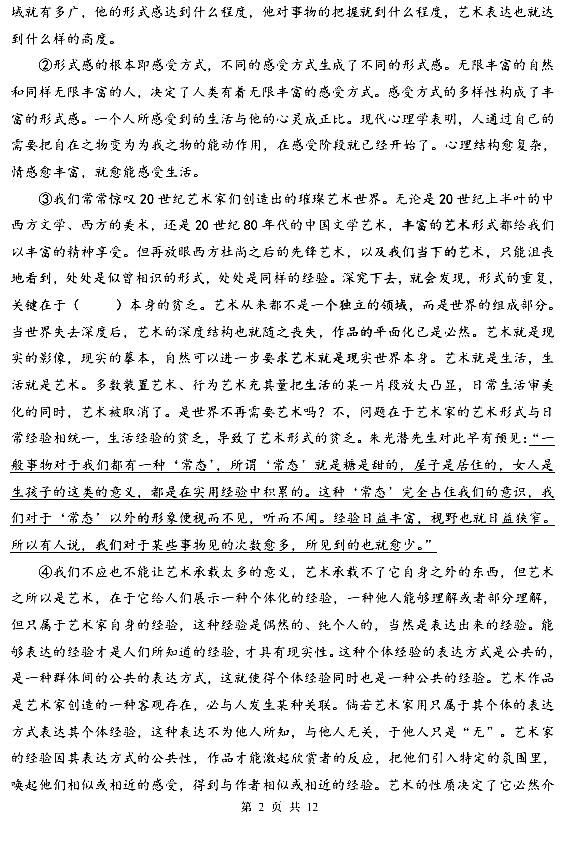 域就有多广，他的形式感达到什么程度，他对事物的把握就到什么程度，艺术表达也就达
到什么样的高度。
②形式感的根本即感受方式，不同的感受方式生成了不同的形式感。无限丰富的自然
和同样无限丰富的人，决定了人类有着无限丰富的感受方式。感受方式的多样性构成了丰
富的形式感。一个人所感受到的生活与他的心灵成正比。现代心理学表明，人通过自己的
需要把自在之物变为为我之物的能动作用，在感受阶段就已经开始了。心理结构愈复杂，
情感愈丰富，就愈能感受生活。
③我们常常惊叹 20 世纪艺术家们创造出的璀璨艺术世界。无论是 20 世纪上半叶的中
西方文学、西方的美术，还是 20 世纪 80 年代的中国文学艺术，丰富的艺术形式都给我们
以丰富的精神享受。但再放眼西方杜尚之后的先锋艺术，以及我们当下的艺术，只能沮丧
地看到，处处是似曾相识的形式，处处是同样的经验。深究下去，就会发现，形式的重复，
关键在于（　　）本身的贫乏。艺术从来都不是一个独立的领域，而是世界的组成部分。
当世界失去深度后，艺术的深度结构也就随之丧失，作品的平面化已是必然。艺术就是现
实的影像，现实的摹本，自然可以进一步要求艺术就是现实世界本身。艺术就是生活，生
活就是艺术。多数装置艺术、行为艺术充其量把生活的某一片段放大凸显，日常生活审美
化的同时，艺术被取消了。是世界不再需要艺术吗？不，问题在于艺术家的艺术形式与日
常经验相统一，生活经验的贫乏，导致了艺术形式的贫乏。朱光潜先生对此早有预见：“一
般事物对于我们都有一种‘常态’，所谓‘常态’就是糖是甜的，屋子是居住的，女人是
生孩子的这类的意义，都是在实用经验中积累的。这种‘常态’完全占住我们的意识，我
们对于‘常态’以外的形象便视而不见，听而不闻。经验日益丰富，视野也就日益狭窄。
所以有人说，我们对于某些事物见的次数愈多，所见到的也就愈少。”
④我们不应也不能让艺术承载太多的意义，艺术承载不了它自身之外的东西，但艺术
之所以是艺术，在于它给人们展示一种个体化的经验，一种他人能够理解或者部分理解，
但只属于艺术家自身的经验，这种经验是偶然的、纯个人的，当然是表达出来的经验。能
够表达的经验才是人们所知道的经验，才具有现实性。这种个体经验的表达方式是公共的，
是一种群体间的公共的表达方式，这就使得个体经验同时也是一种公共的经验。艺术作品
是艺术家创造的一种客观存在，必与人发生某种关联。倘若艺术家用只属于其个体的表达
方式表达其个体经验，这种表达不为他人所知，与他人无关，于他人只是“无”。艺术家
的经验因其表达方式的公共性，作品才能激起欣赏者的反应，把他们引入特定的氛围里，
唤起他们相似或相近的感受，得到与作者相似或相近的经验。艺术的性质决定了它必然介
第 2 页 共 12